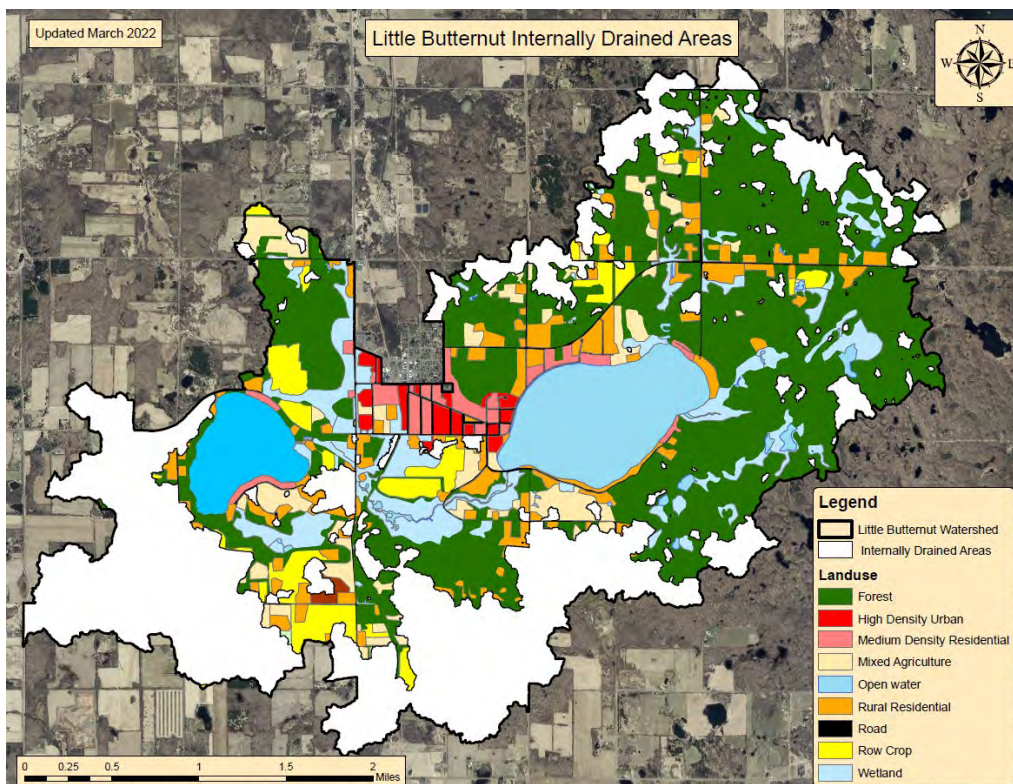 Updated March 2022
Little Butternut Internally Drained Areas
N
W
E
S
Legend
Little Butternut Watershed
Internally Drained Areas
Landuse
Forest
High Density Urban
Medium Density Residential
Mixed Agriculture
Open water
Rural Residential
Road
Row Crop
Wetland
0 0.25 0.5 1 1.5 2
Miles